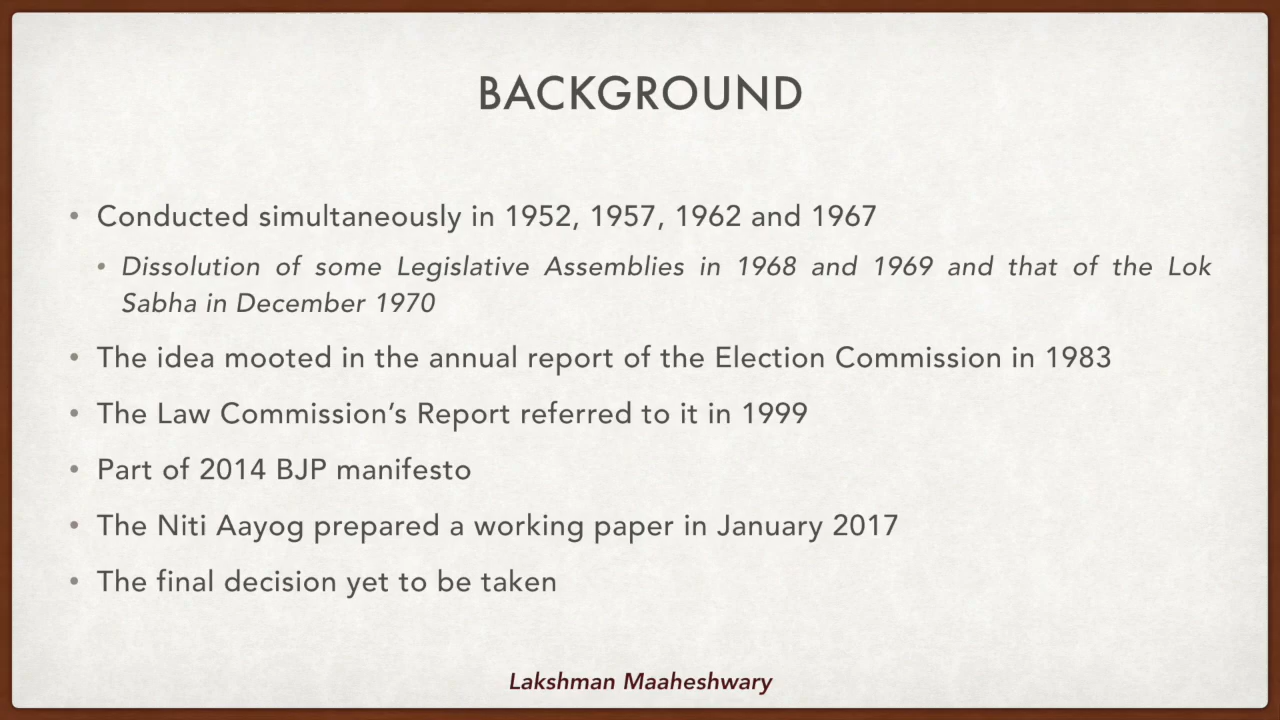 BACKGROUND
• Conducted simultaneously in 1952, 1957, 1962 and 1967
• Dissolution of some Legislative Assemblies in 1968 and 1969 and that of the Lok
Sabha in December 1970
• The idea mooted in the annual report of the Election Commission in 1983
• The Law Commission’s Report referred to it in 1999
• Part of 2014 BJP manifesto
• The Niti Aayog prepared a working paper in January 2017
• The final decision yet to be taken
Lakshman Maaheshwary